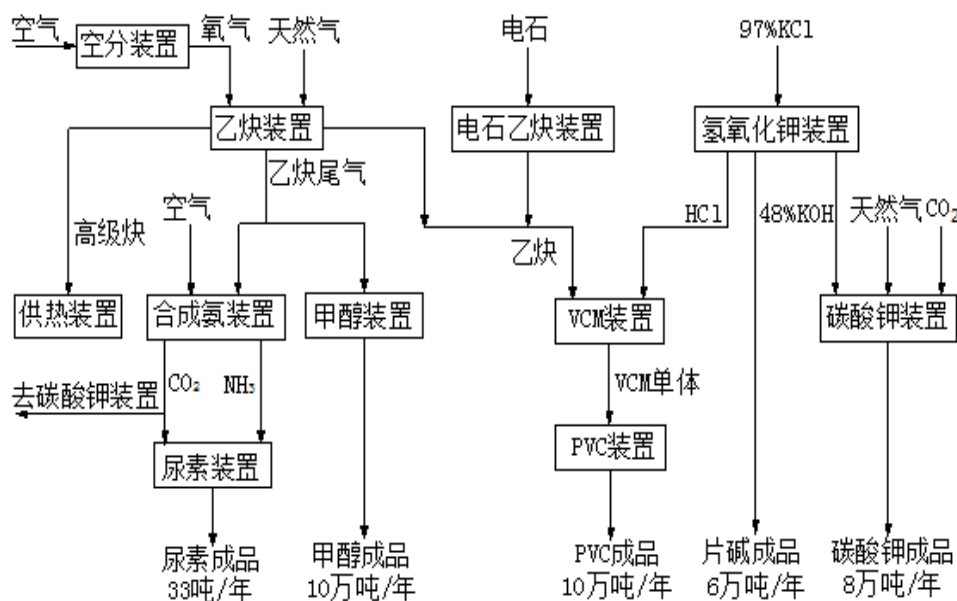 空气
空分装置
氧气
天然气
电石
97%KCl
乙炔装置
电石乙炔装置
氢氧化钾装置
乙炔尾气
高级炔
空气
乙炔
HCl
48%KOH
天然气
CO₂
供热装置
合成氨装置
甲醇装置
VCM装置
碳酸钾装置
去碳酸钾装置
CO₂
NH₃
VCM单体
尿素装置
PVC装置
尿素成品
33吨/年
甲醇成品
10万吨/年
PVC成品
10万吨/年
片碱成品
6万吨/年
碳酸钾成品
8万吨/年